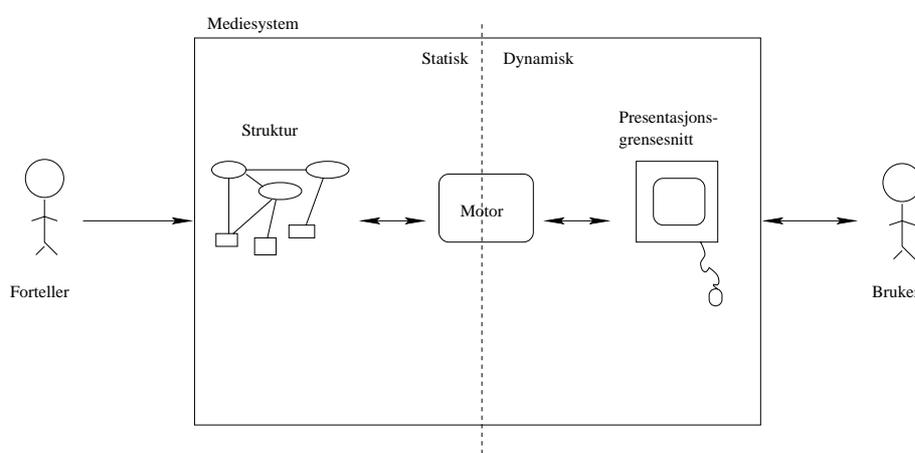 Mediesystem
Statisk
Dynamisk
Struktur
Presentasjons-
grensesnitt
Motor
Forteller
Bruker